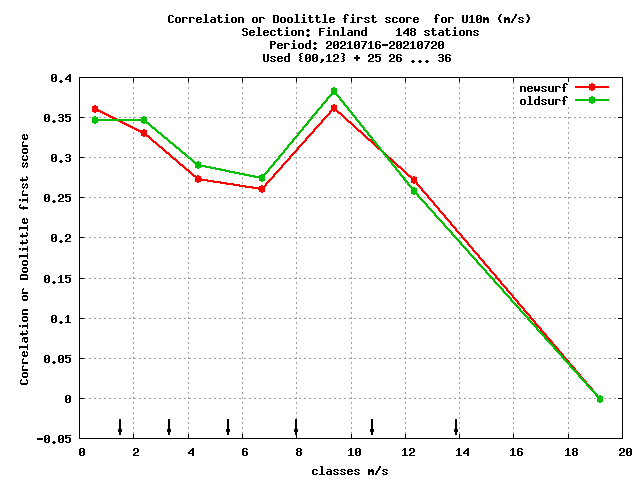 Correlation or Doolittle first score  for U10m (m/s)
Selection: Finland    148 stations
Period: 20210716-20210720
Used {00,12} + 25 26 ... 36
newsurf
oldsurf
0.4
0.35
0.3
0.25
0.2
0.15
0.1
0.05
0
-0.05
Correlation or Doolittle first score
0 2 4 6 8 10 12 14 16 18 20
classes m/s